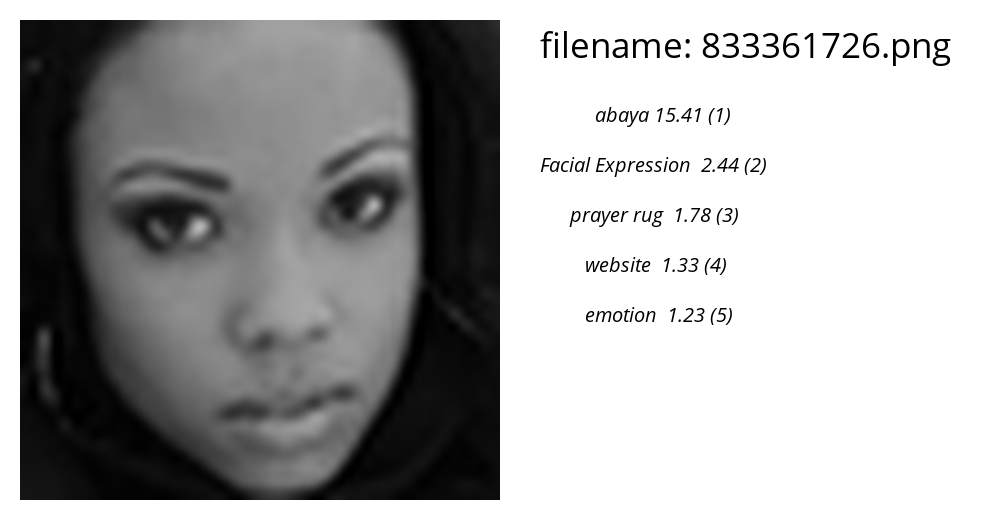 filename: 833361726.png
abaya 15.41 (1)
Facial Expression 2.44 (2)
prayer rug 1.78 (3)
website 1.33 (4)
emotion 1.23 (5)